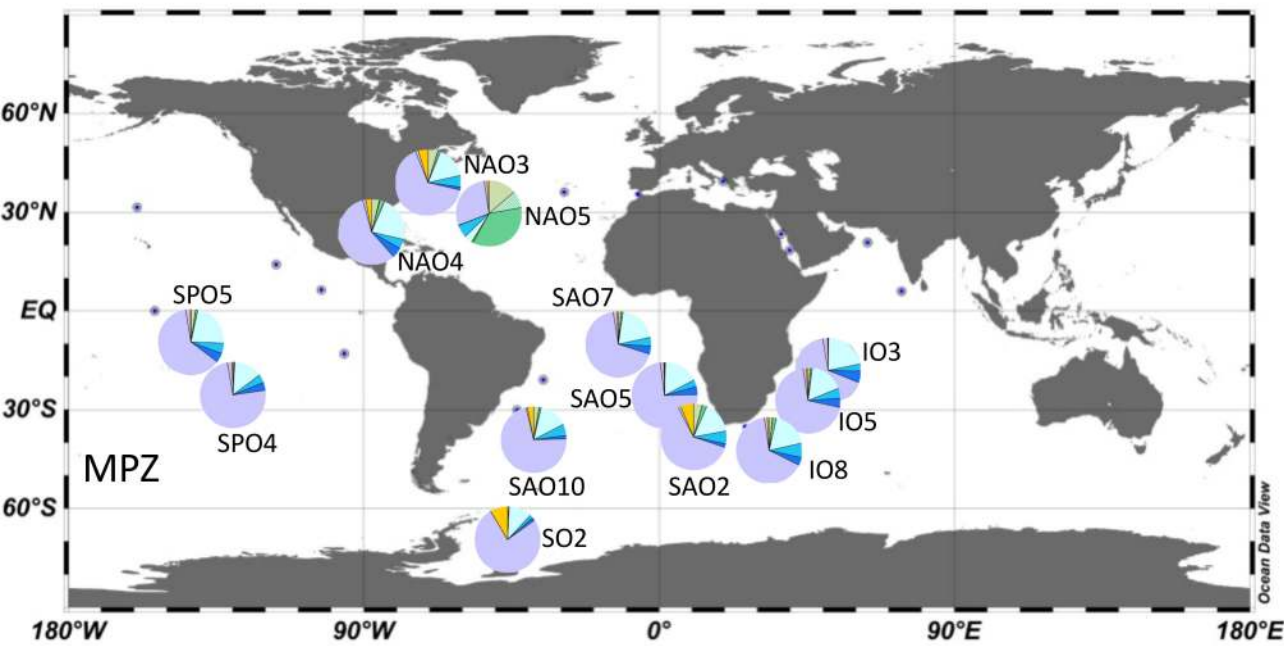 60°N
30°N
EQ
30°S
60°S
NAO3
NAO5
NAO4
SPO5
SPO4
SAO7
SAO5
SAO10
SAO2
SO2
IO3
IO5
IO8
MPZ
Ocean Data View
180°W
90°W
0°
90°E
180°E